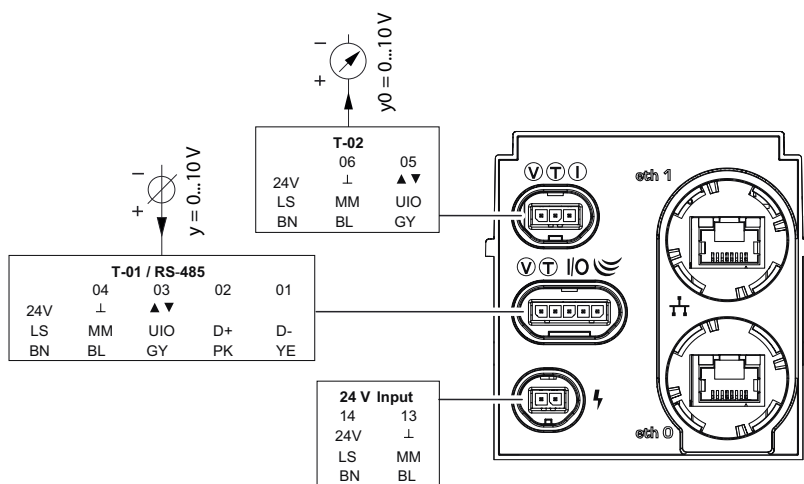 − +
y0 = 0...10 V
− +
y = 0...10 V
T-02
06 05
24V ⊥ ▲▼
LS MM UIO
BN BL GY
T-01 / RS-485
04 03 02 01
24V ⊥ ▲▼
LS MM UIO D+ D-
BN BL GY PK YE
24 V Input
14 13
24V ⊥
LS MM
BN BL
V T I
eth 1
V T I/O
eth 0